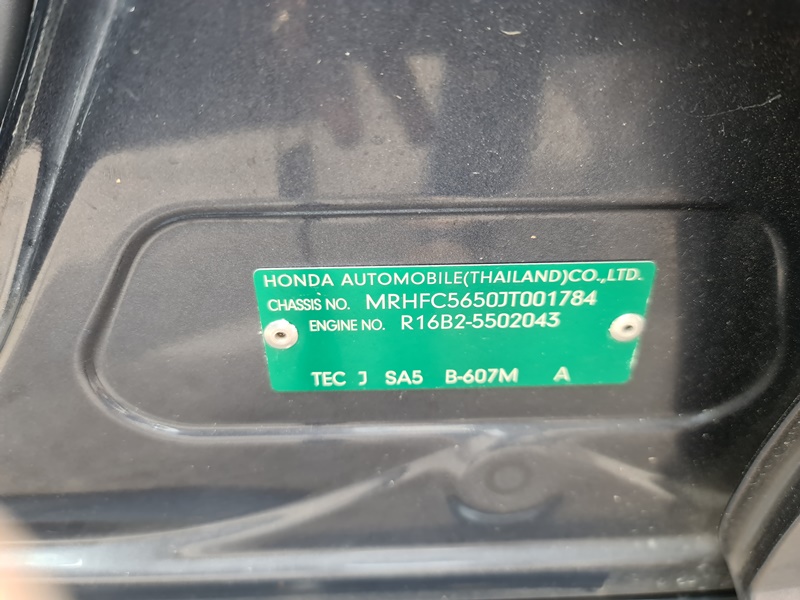 HONDA AUTOMOBILE(THAILAND)CO.,LTD.
CHASSIS NO. MRHFC5650JT001784
ENGINE NO. R16B2-5502043
TEC J SA5 B-607M A